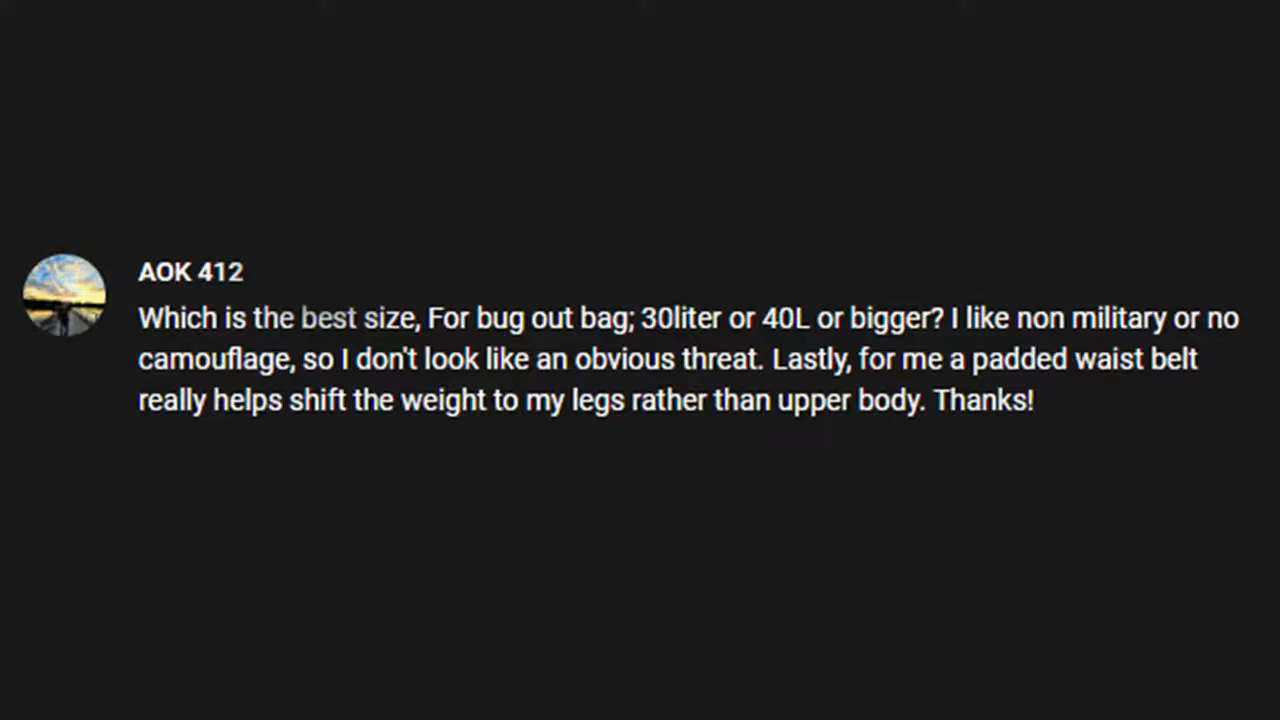 AOK 412
Which is the best size, For bug out bag; 30liter or 40L or bigger? I like non military or no
camouflage, so I don't look like an obvious threat. Lastly, for me a padded waist belt
really helps shift the weight to my legs rather than upper body. Thanks!